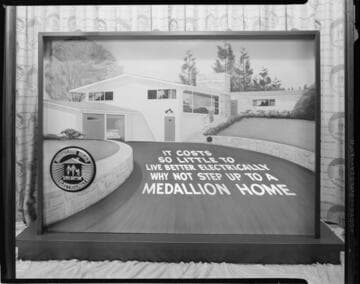 IT COSTS
SO LITTLE TO
LIVE BETTER ELECTRICALLY
WHY NOT STEP UP TO A
MEDALLION HOME